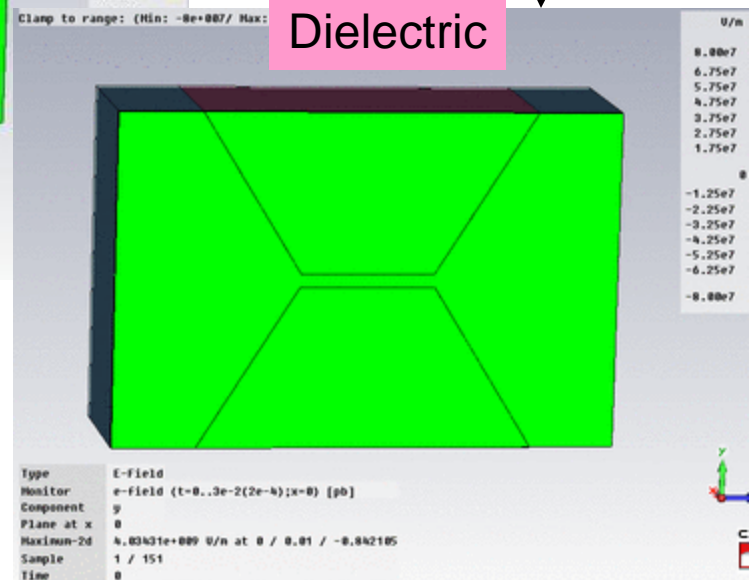 Clamp to range: (Min: -8e+007/ Max:
Dielectric
V/m
8.00e7
6.75e7
5.75e7
4.75e7
3.75e7
2.75e7
1.75e7
0
-1.25e7
-2.25e7
-3.25e7
-4.25e7
-5.25e7
-6.25e7
-8.00e7
y
Type E-Field
Monitor e-field (t=0..3e-2(2e-4);x=0) [pb]
Component y
Plane at x 0
Maximum-2d 4.03431e+009 V/m at 0 / 0.01 / -0.842105
Sample 1 / 151
Time 0